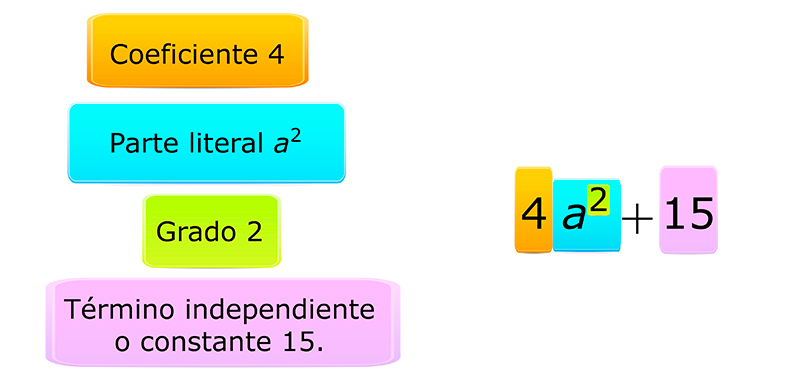 Coeficiente 4
Parte literal a²
Grado 2
Término independiente
o constante 15.
4a²+15